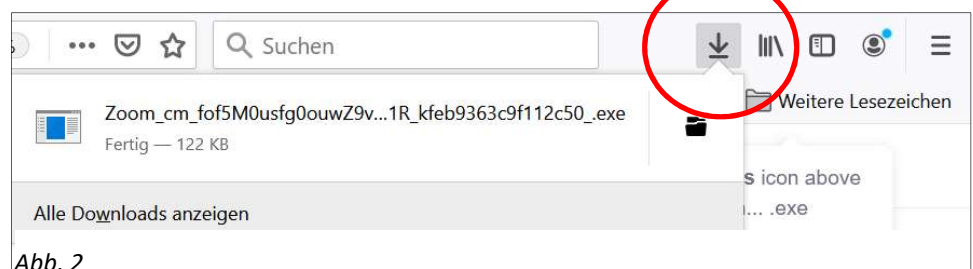 Suchen
Zoom_cm_fof5M0usfg0ouwZ9v...1R_kfeb9363c9f112c50_.exe
Fertig — 122 KB
Weitere Lesezeichen
s icon above
... .exe
Alle Downloads anzeigen
Abb. 2